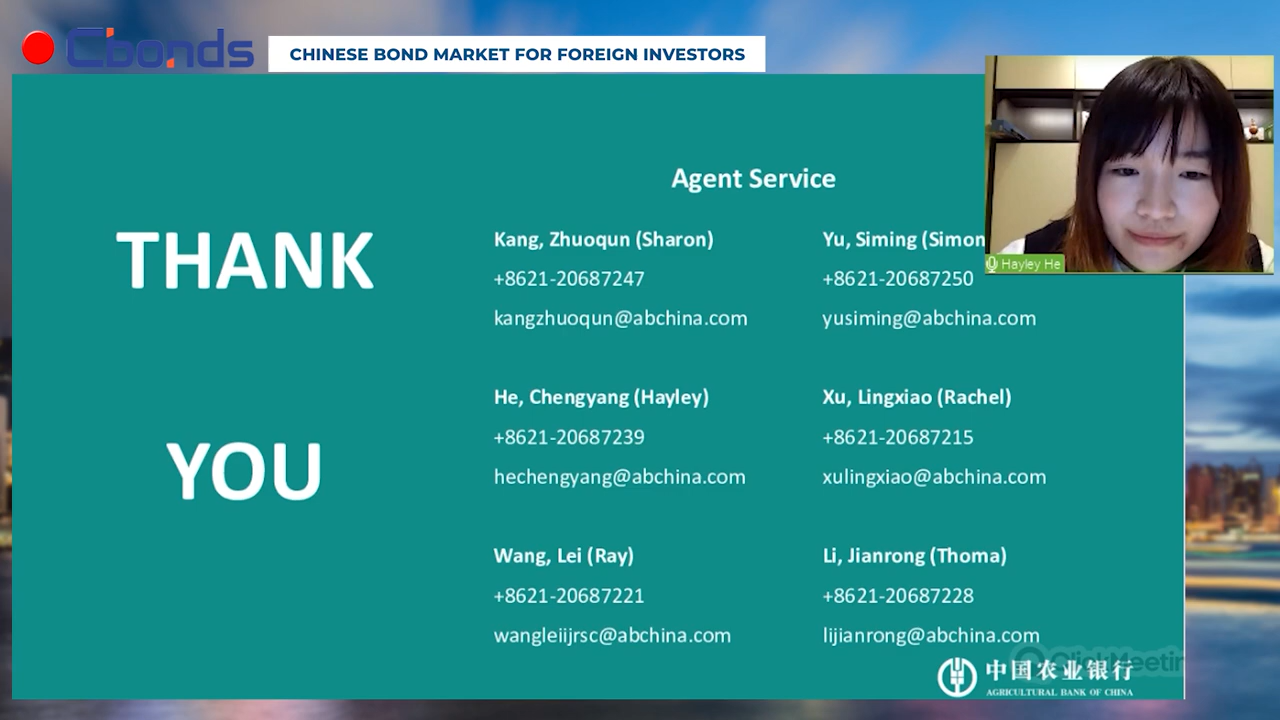 Cbonds
CHINESE BOND MARKET FOR FOREIGN INVESTORS
THANK
YOU
Agent Service
Kang, Zhuoqun (Sharon)
+8621-20687247
kangzhuoqun@abchina.com
Yu, Siming (Simon
+8621-20687250
yusiming@abchina.com
He, Chengyang (Hayley)
+8621-20687239
hechengyang@abchina.com
Xu, Lingxiao (Rachel)
+8621-20687215
xulingxiao@abchina.com
Wang, Lei (Ray)
+8621-20687221
wangleiijrsc@abchina.com
Li, Jianrong (Thoma)
+8621-20687228
lijianrong@abchina.com
Hayley He
ClickMeetin
中国农业银行
AGRICULTURAL BANK OF CHINA